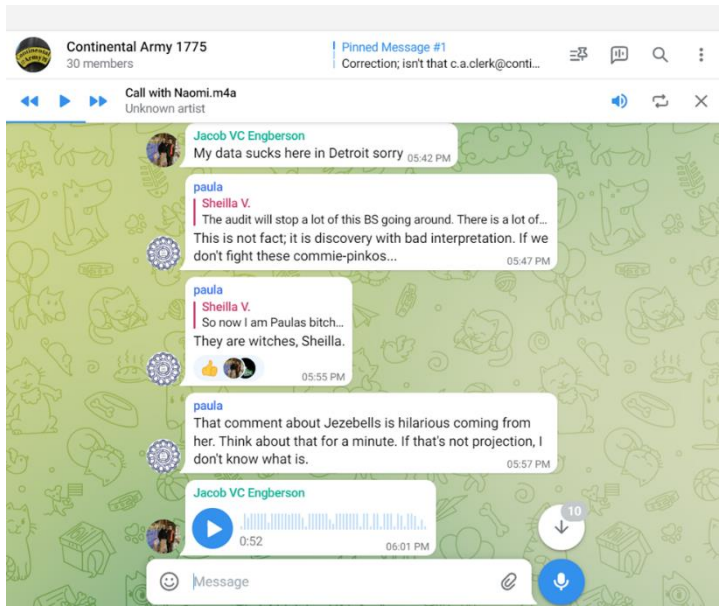 Continental Army 1775
30 members
Pinned Message #1
Correction; isn't that c.a.clerk@conti...
Call with Naomi.m4a
Unknown artist
Jacob VC Engberson
My data sucks here in Detroit sorry 05:42 PM
paula
Sheilla V.
The audit will stop a lot of this BS going around. There is a lot of...
This is not fact; it is discovery with bad interpretation. If we
don't fight these commie-pinkos...
05:47 PM
paula
Sheilla V.
So now I am Paulas bitch...
They are witches, Sheilla.
05:55 PM
paula
That comment about Jezebells is hilarious coming from
her. Think about that for a minute. If that's not projection, I
don't know what is.
05:57 PM
Jacob VC Engberson
0:52
06:01 PM
10
Message